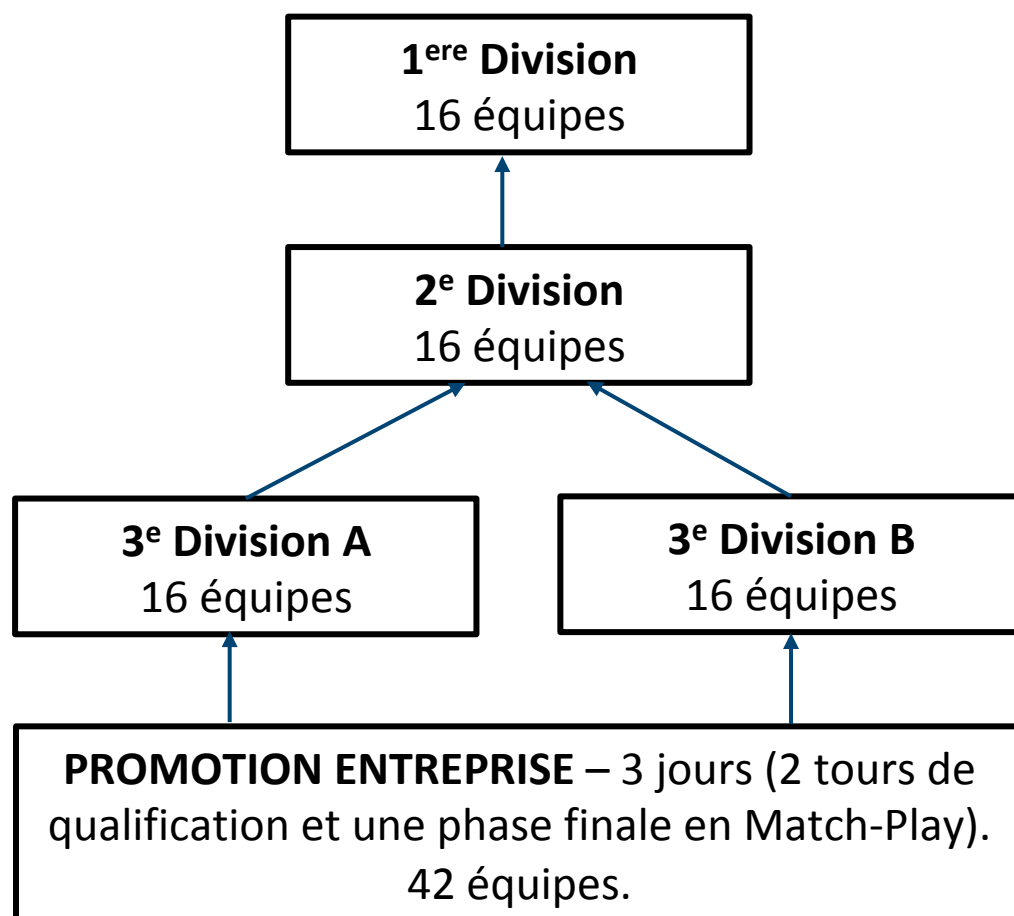 1ere Division
16 équipes
2e Division
16 équipes
3e Division A
16 équipes
3e Division B
16 équipes
PROMOTION ENTREPRISE – 3 jours (2 tours de
qualification et une phase finale en Match-Play).
42 équipes.